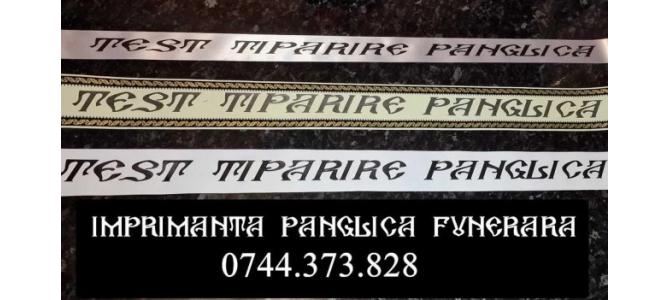 TEST TIPARIRE PANGLICA
TEST TIPARIRE PANGLICA
TEST TIPARIRE PANGLICA
IMPRIMANTA PANGLICA FUNERARA
0744.373.828